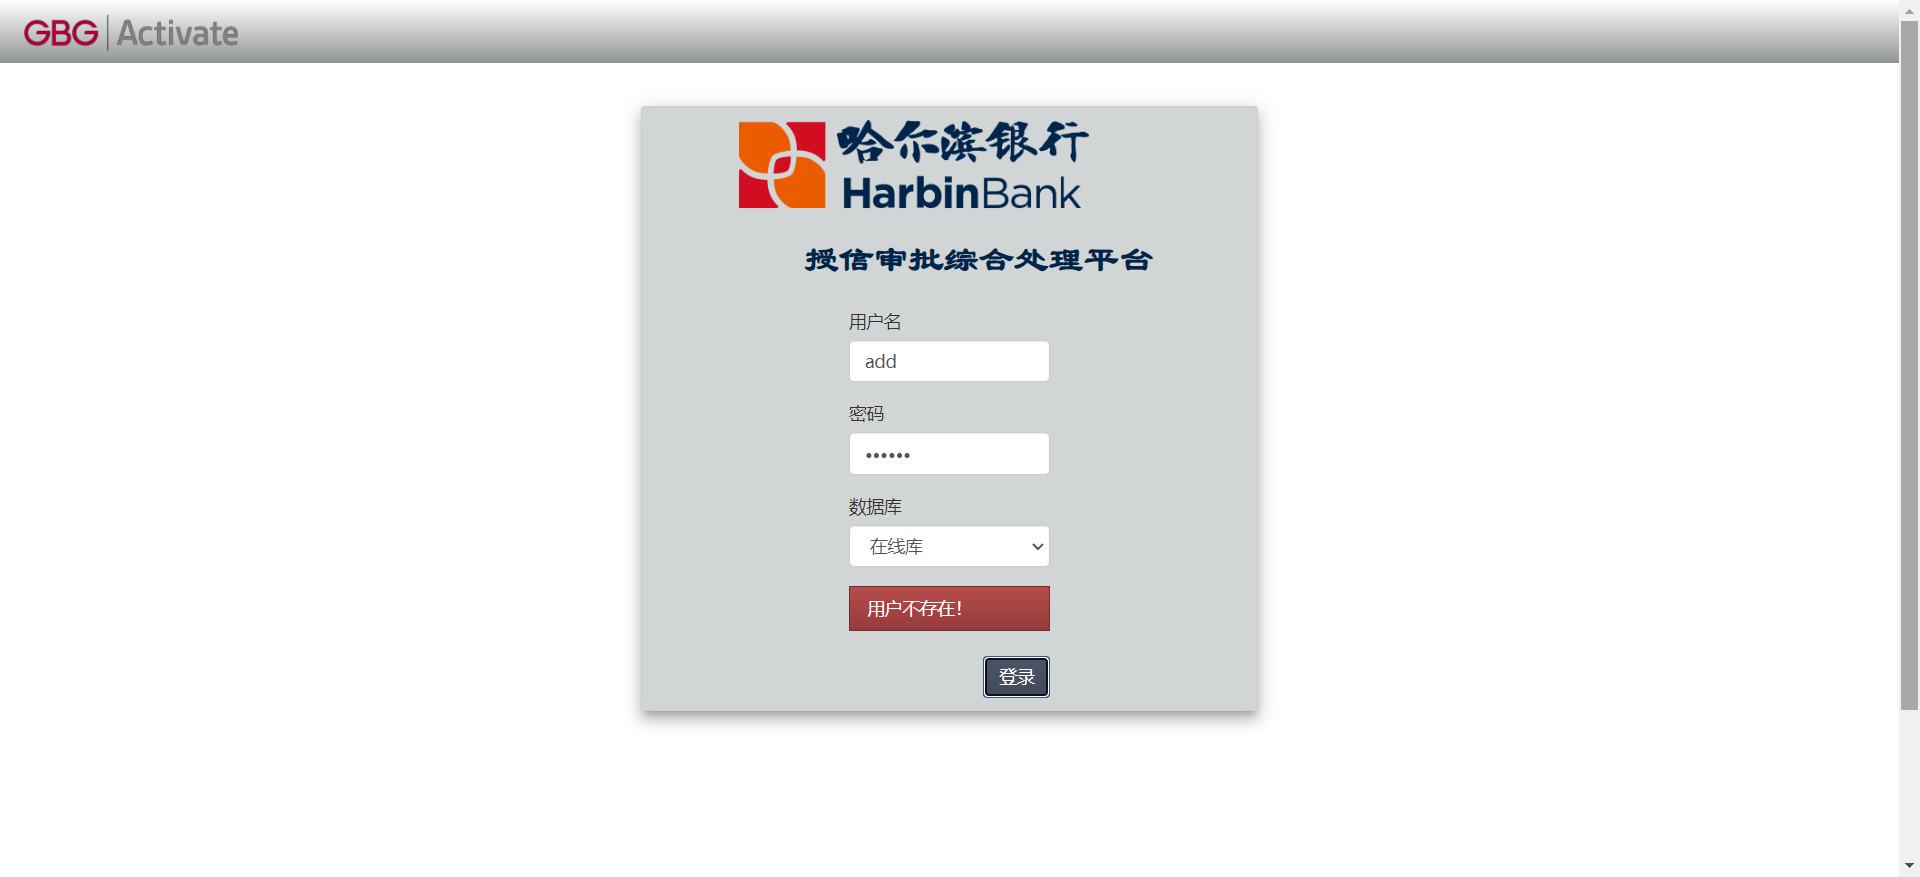 GBG Activate
哈尔滨银行
HarbinBank
授信审批综合处理平台
用户名
add
密码
••••••
数据库
在线库
用户不存在!
登录